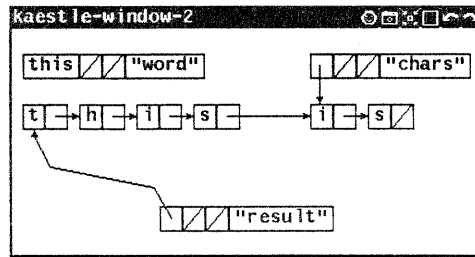 kaestle-window-2
this "word" "chars"
t h i s i s
"result"